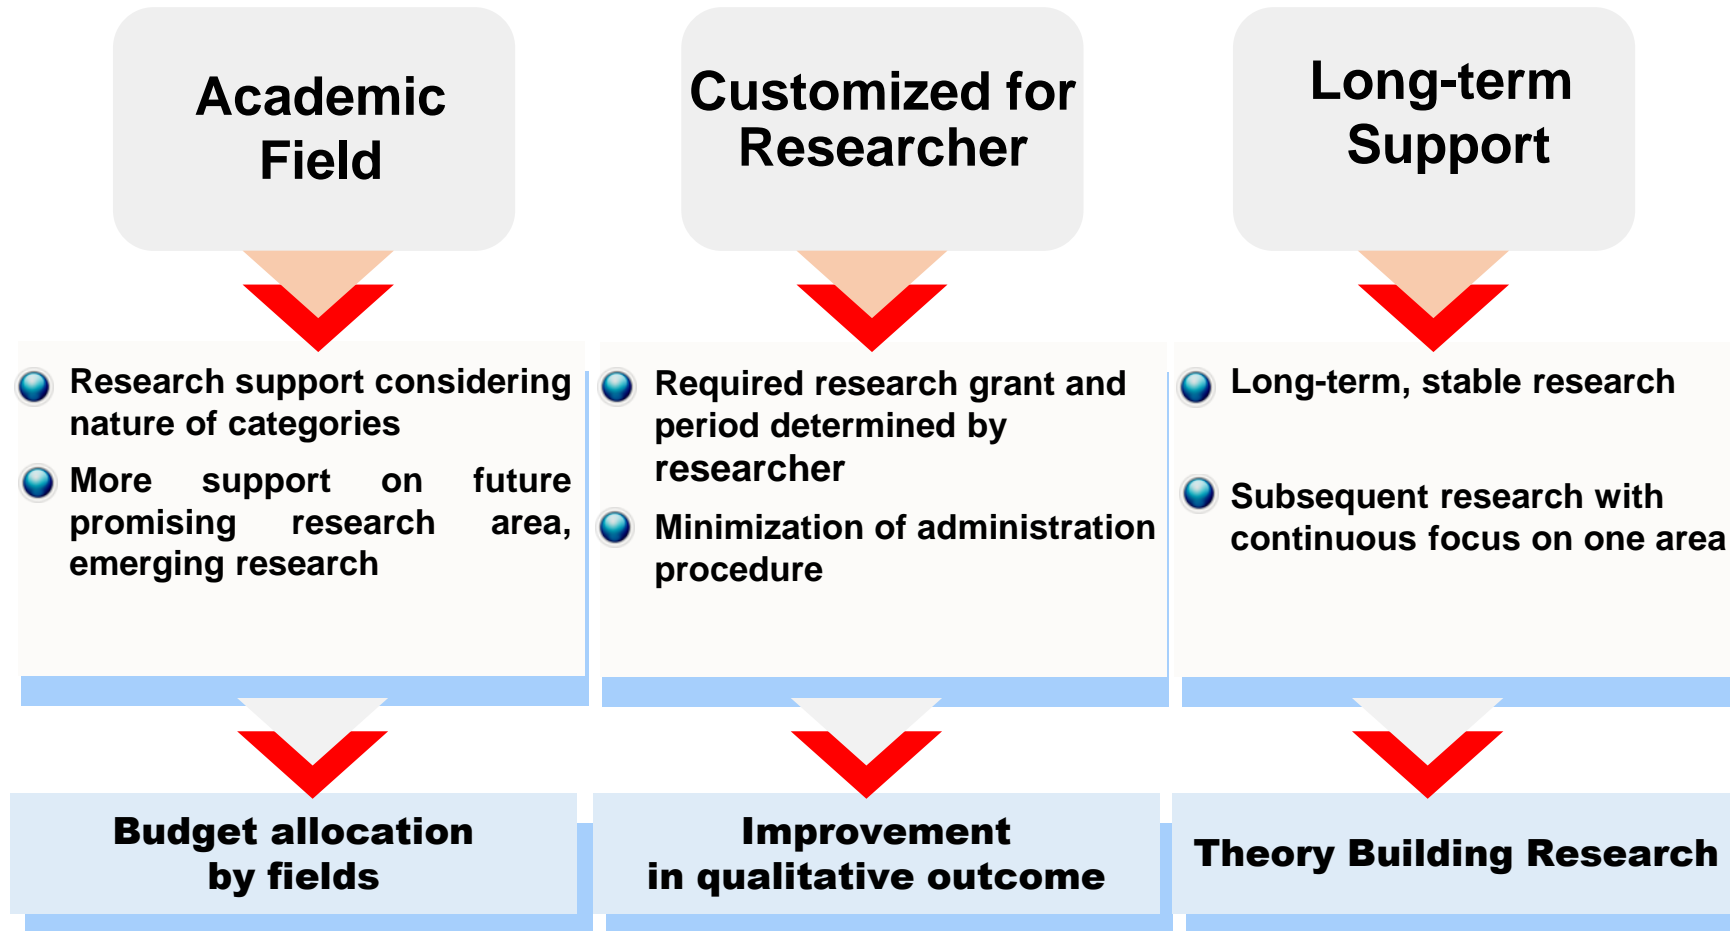 Academic
Field
Customized for
Researcher
Long-term
Support
Research support considering
nature of categories
More support on future
promising research area,
emerging research
Required research grant and
period determined by
researcher
Minimization of administration
procedure
Long-term, stable research
Subsequent research with
continuous focus on one area
Budget allocation
by fields
Improvement
in qualitative outcome
Theory Building Research